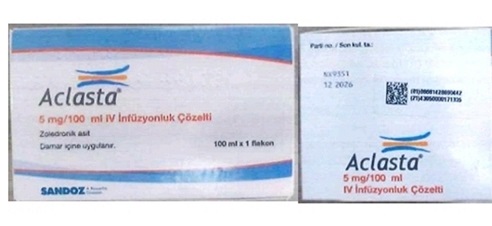 Aclasta®
5 mg/100 ml IV İnfüzyonluk Çözelti
Zoledronik asit
Damar içine uygulanır.
100 ml x 1 flakon
SANDOZ
Parti no. / Son kul. ta.:
12 2026
Aclasta®
5 mg/100 ml
IV İnfüzyonluk Çözelti